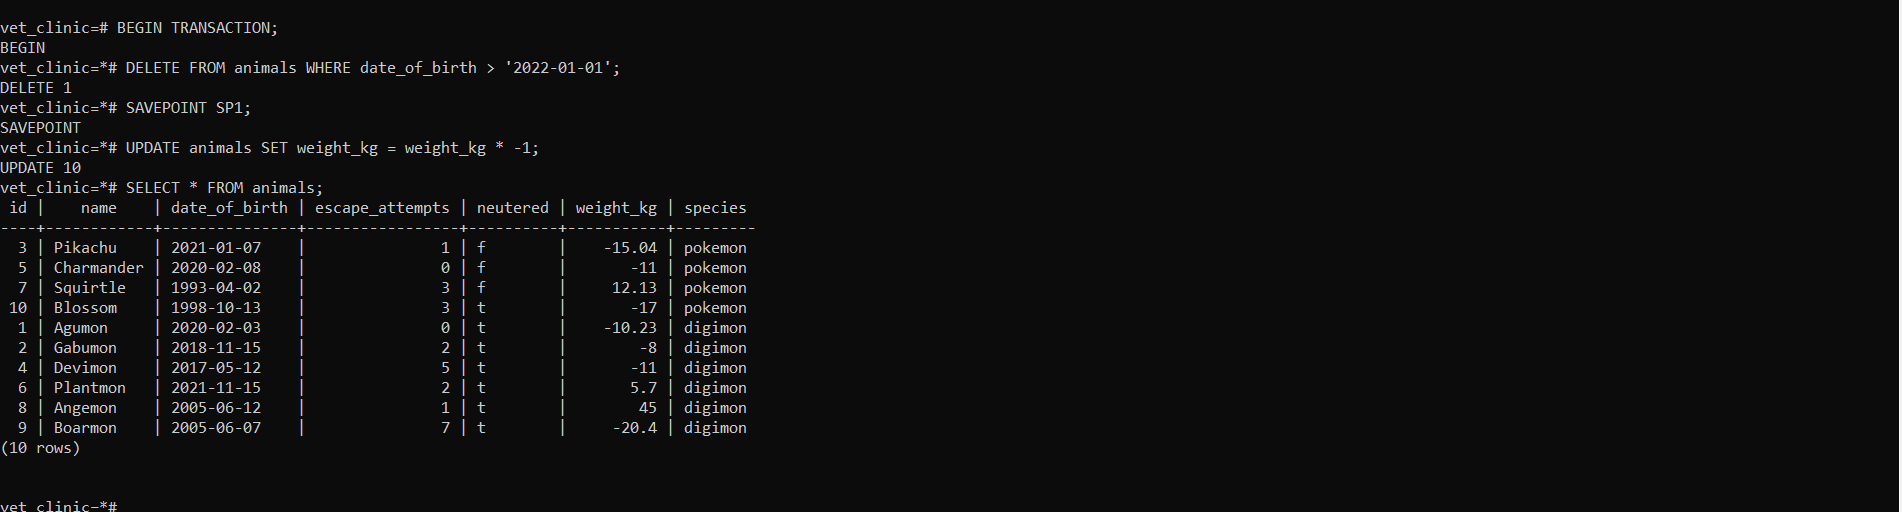 vet_clinic=# BEGIN TRANSACTION;
BEGIN
vet_clinic=*# DELETE FROM animals WHERE date_of_birth > '2022-01-01';
DELETE 1
vet_clinic=*# SAVEPOINT SP1;
SAVEPOINT
vet_clinic=*# UPDATE animals SET weight_kg = weight_kg * -1;
UPDATE 10
vet_clinic=*# SELECT * FROM animals;
 id |    name    | date_of_birth | escape_attempts | neutered | weight_kg | species
----+------------+---------------+-----------------+----------+-----------+---------
  3 | Pikachu    | 2021-01-07    |               1 | f        |    -15.04 | pokemon
  5 | Charmander | 2020-02-08    |               0 | f        |       -11 | pokemon
  7 | Squirtle   | 1993-04-02    |               3 | f        |     12.13 | pokemon
 10 | Blossom    | 1998-10-13    |               3 | t        |       -17 | pokemon
  1 | Agumon     | 2020-02-03    |               0 | t        |    -10.23 | digimon
  2 | Gabumon    | 2018-11-15    |               2 | t        |        -8 | digimon
  4 | Devimon    | 2017-05-12    |               5 | t        |       -11 | digimon
  6 | Plantmon   | 2021-11-15    |               2 | t        |       5.7 | digimon
  8 | Angemon    | 2005-06-12    |               1 | t        |        45 | digimon
  9 | Boarmon    | 2005-06-07    |               7 | t        |     -20.4 | digimon
(10 rows)
vet_clinic=*#